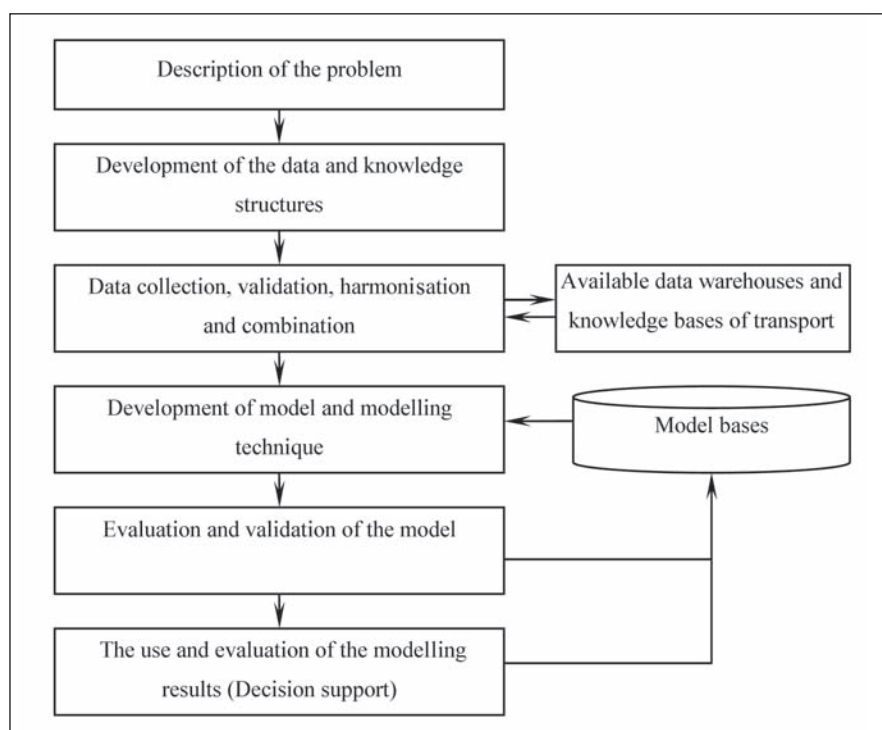 Description of the problem
Development of the data and knowledge
structures
Data collection, validation, harmonisation
and combination
Available data warehouses and
knowledge bases of transport
Development of model and modelling
technique
Model bases
Evaluation and validation of the model
The use and evaluation of the modelling
results (Decision support)